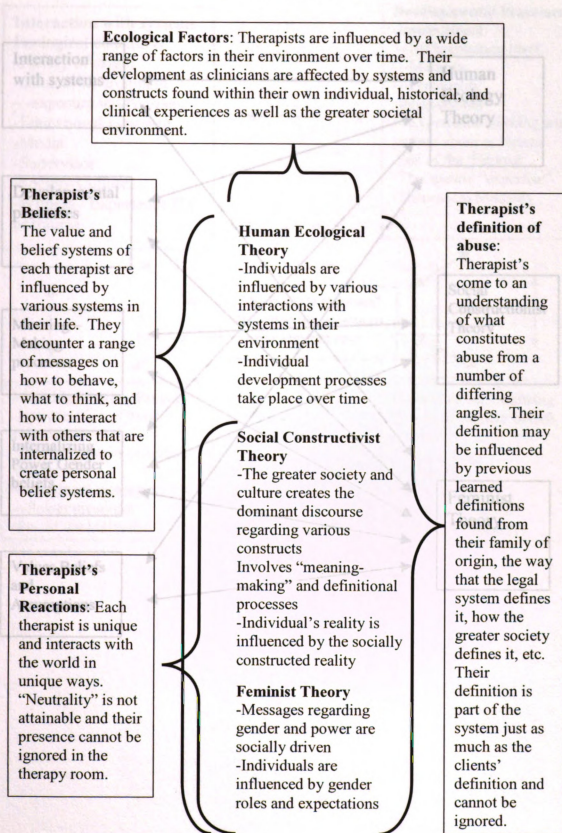 Ecological Factors: Therapists are influenced by a wide
range of factors in their environment over time. Their
development as clinicians are affected by systems and
constructs found within their own individual, historical, and
clinical experiences as well as the greater societal
environment.
Interaction
with systems
Human
Theory
Therapist's
Beliefs:
The value and
belief systems of
each therapist are
influenced by
various systems in
their life. They
encounter a range
of messages on
how to behave,
what to think, and
how to interact
with others that are
internalized to
create personal
belief systems.
Therapist's
Personal
Reactions: Each
therapist is unique
and interacts with
the world in
unique ways.
"Neutrality" is not
attainable and their
presence cannot be
ignored in the
therapy room.
Human Ecological
Theory
-Individuals are
influenced by various
interactions with
systems in their
environment
-Individual
development processes
take place over time
Social Constructivist
Theory
-The greater society and
culture creates the
dominant discourse
regarding various
constructs
Involves "meaning-
making" and definitional
processes
-Individual's reality is
influenced by the socially
constructed reality
Feminist Theory
-Messages regarding
gender and power are
socially driven
-Individuals are
influenced by gender
roles and expectations
Therapist's
definition of
abuse:
Therapist's
come to an
understanding
of what
constitutes
abuse from a
number of
differing
angles. Their
definition may
be influenced
by previous
learned
definitions
found from
their family of
origin, the way
that the legal
system defines
it, how the
greater society
defines it, etc.
Their
definition is
part of the
system just as
much as the
clients'
definition and
cannot be
ignored.